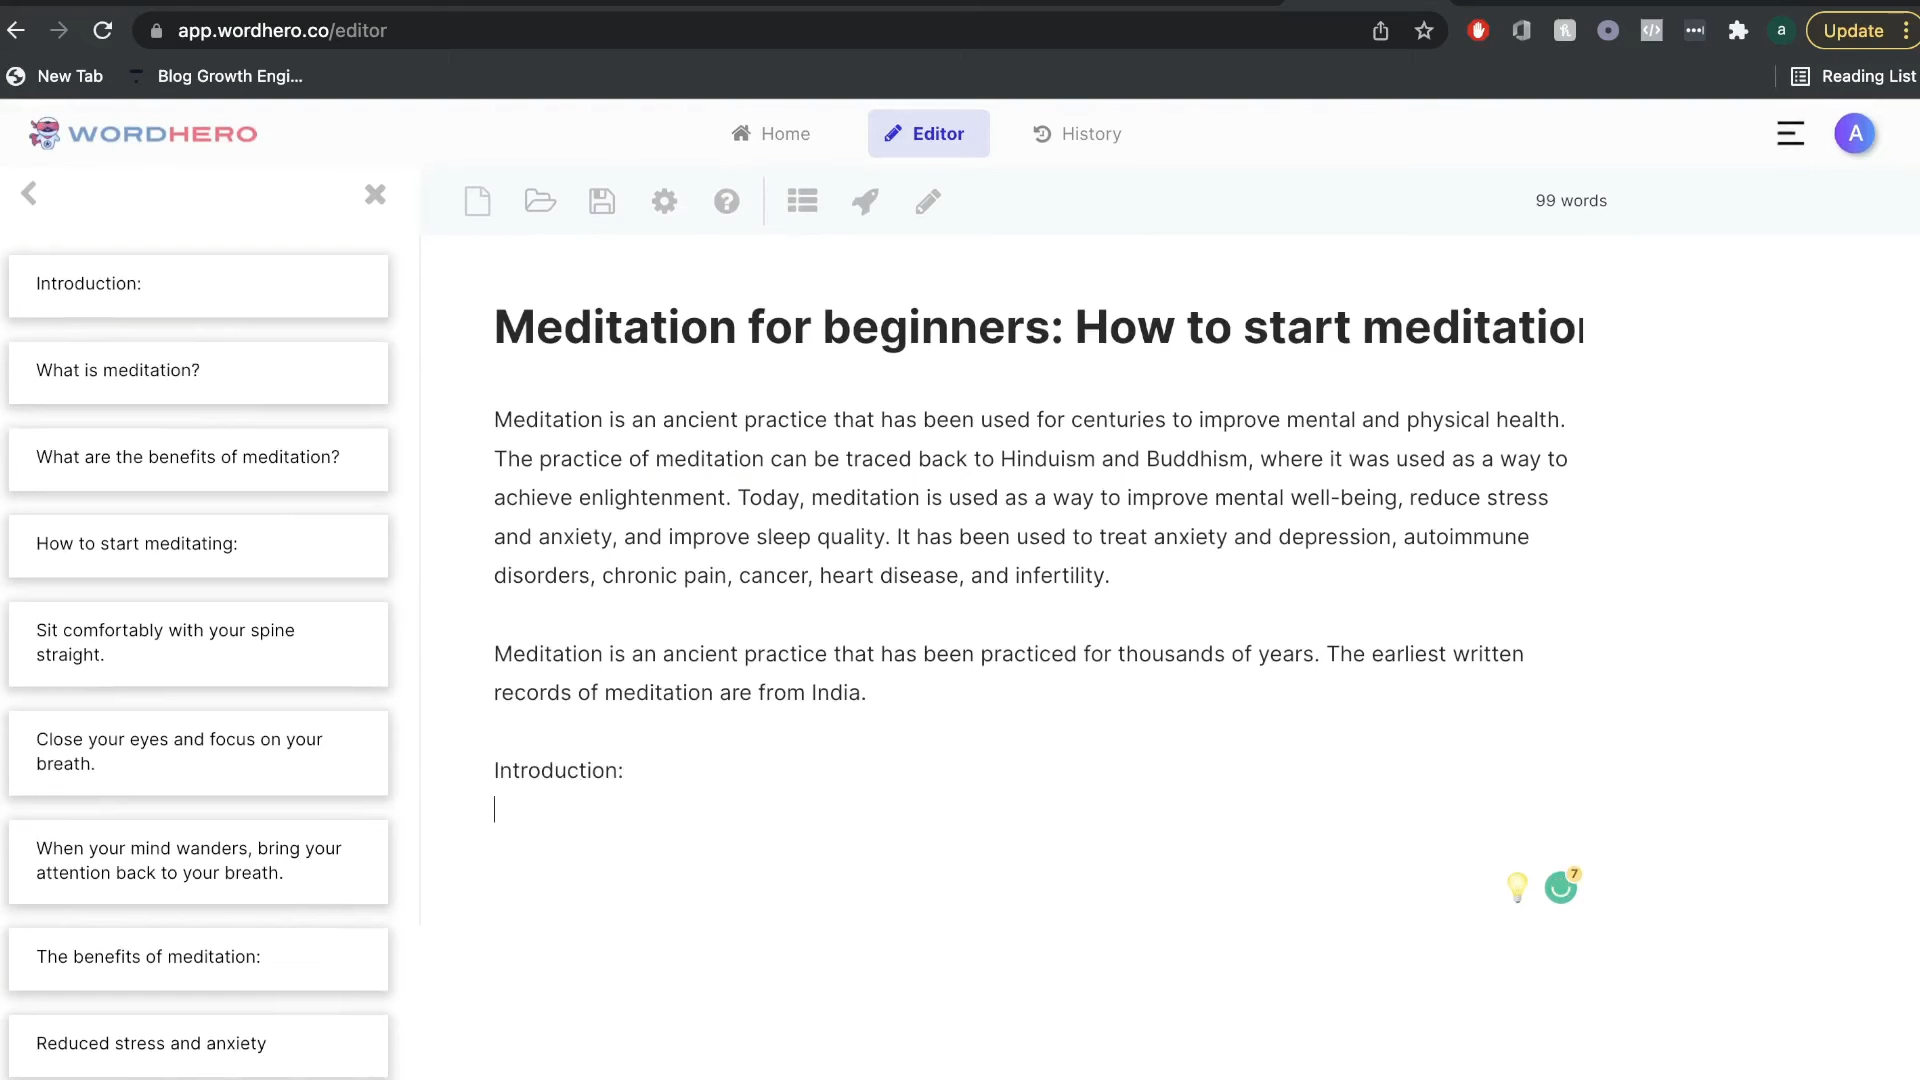 app.wordhero.co/editor
a
Update
New Tab
Blog Growth Engi...
Reading List
WORDHERO
Home
Editor
History
A
99 words
Introduction:
What is meditation?
What are the benefits of meditation?
How to start meditating:
Sit comfortably with your spine
straight.
Close your eyes and focus on your
breath.
When your mind wanders, bring your
attention back to your breath.
The benefits of meditation:
Reduced stress and anxiety
Meditation for beginners: How to start meditation
Meditation is an ancient practice that has been used for centuries to improve mental and physical health.
The practice of meditation can be traced back to Hinduism and Buddhism, where it was used as a way to
achieve enlightenment. Today, meditation is used as a way to improve mental well-being, reduce stress
and anxiety, and improve sleep quality. It has been used to treat anxiety and depression, autoimmune
disorders, chronic pain, cancer, heart disease, and infertility.
Meditation is an ancient practice that has been practiced for thousands of years. The earliest written
records of meditation are from India.
Introduction:
7